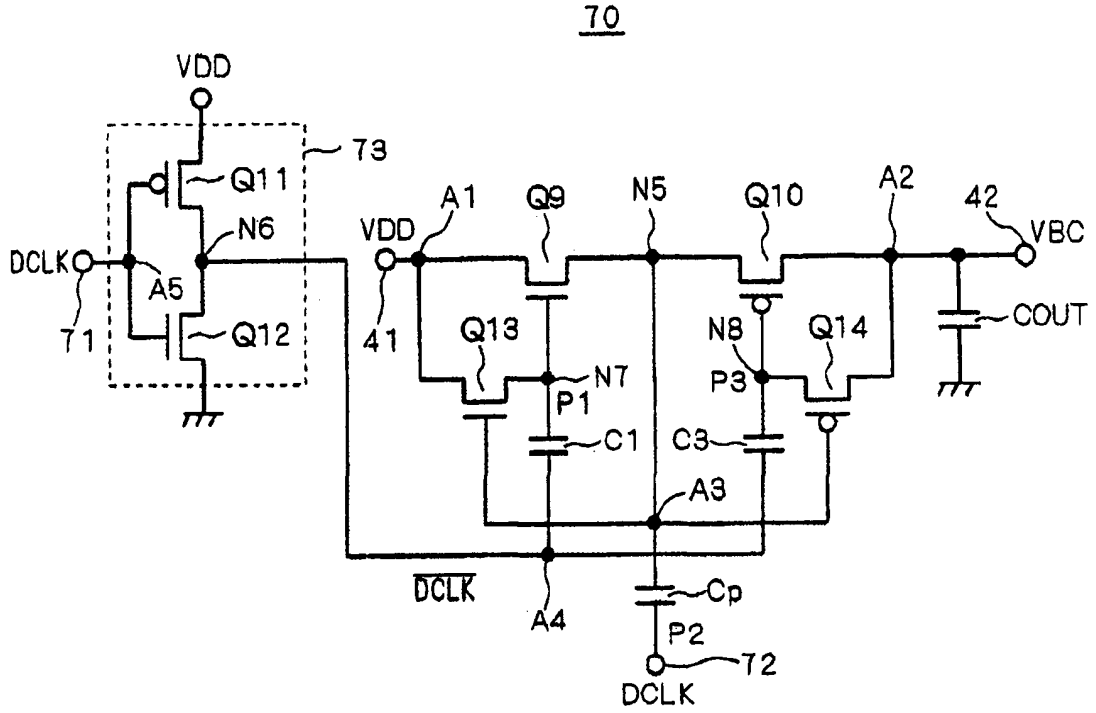 70
VDD
73
Q11
N6
DCLK
A5
71
Q12
VDD
A1
Q9
N5
Q10
A2
42
VBC
41
Q13
N7
P1
C1
N8
P3
Q14
C3
COUT
A3
DCLK
A4
Cp
P2
72
DCLK